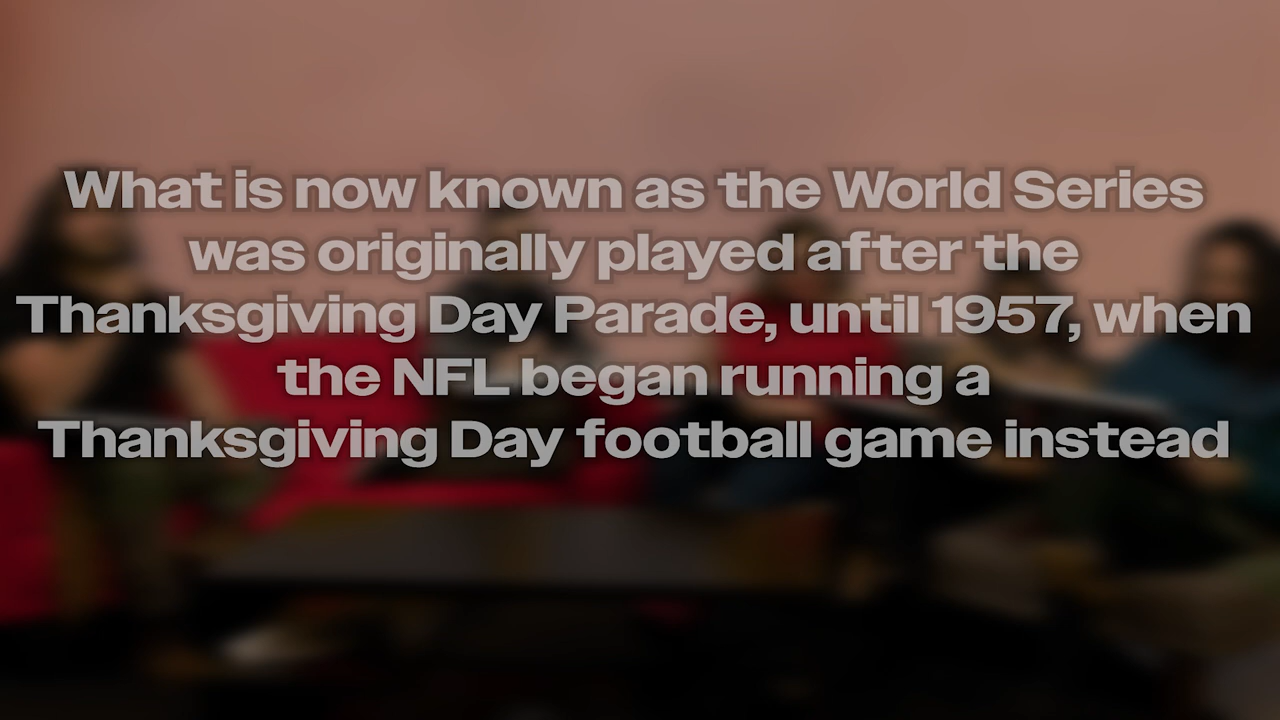 What is now known as the World Series
was originally played after the
Thanksgiving Day Parade, until 1957, when
the NFL began running a
Thanksgiving Day football game instead